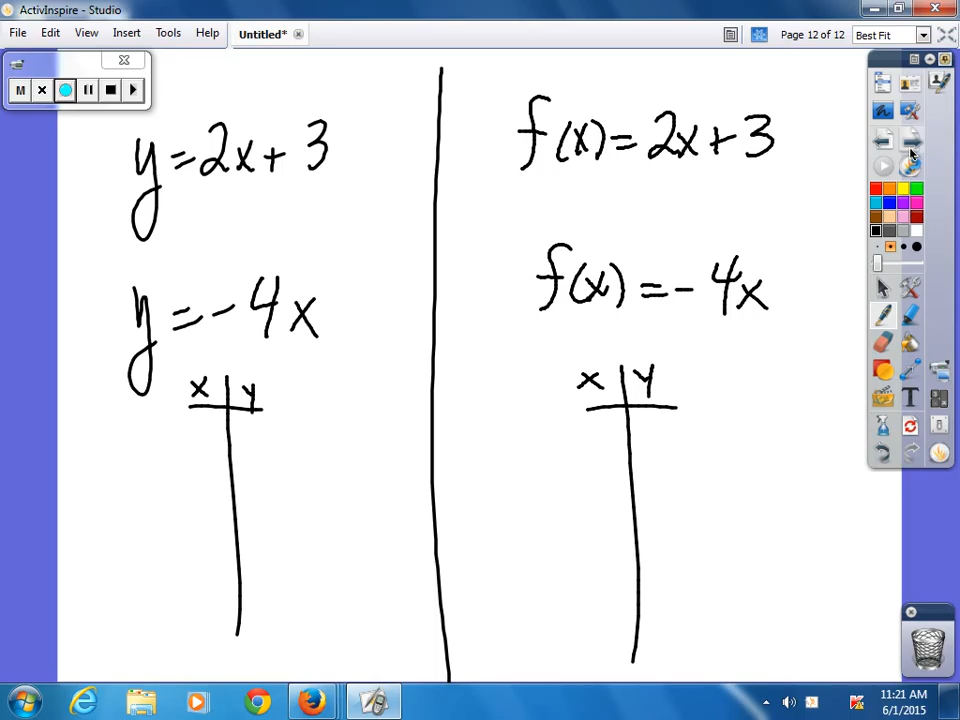 ActivInspire - Studio
File Edit View Insert Tools Help Untitled* Page 12 of 12 Best Fit
M
y = 2x + 3
f(x) = 2x + 3
y = - 4x
f(x) = - 4x
x y
x y
T
11:21 AM
6/1/2015